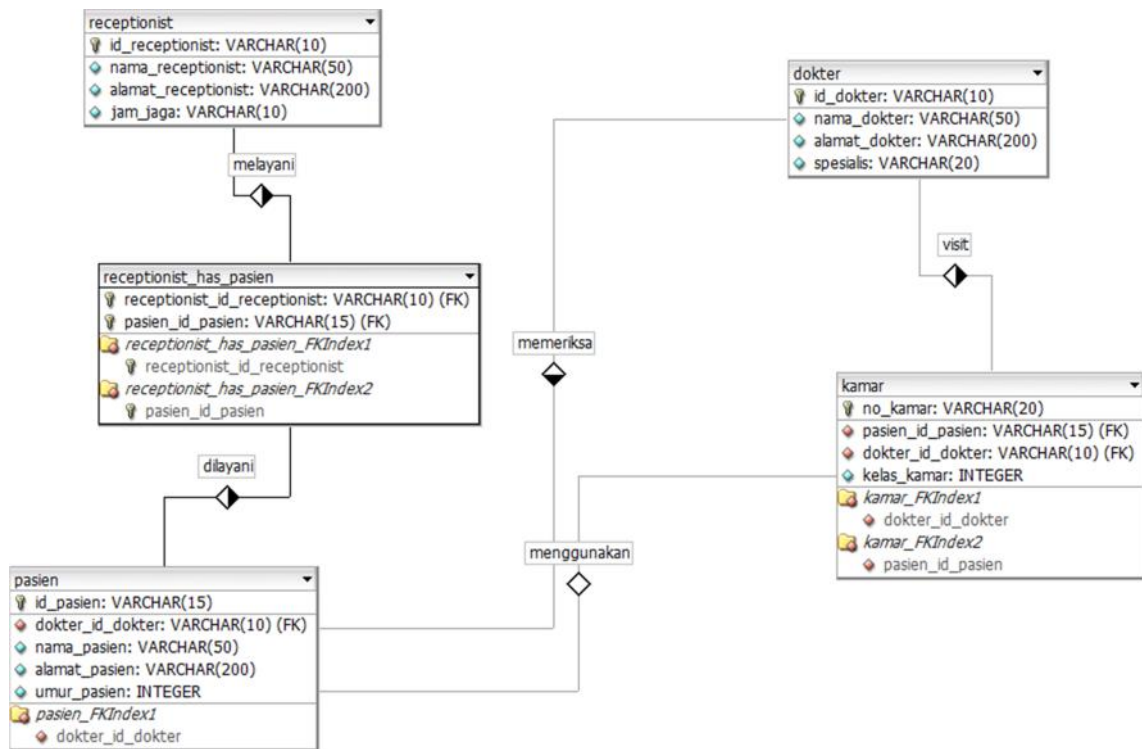 receptionist
id_receptionist: VARCHAR(10)
nama_receptionist: VARCHAR(50)
alamat_receptionist: VARCHAR(200)
jam_jaga: VARCHAR(10)
melayani
receptionist_has_pasien
receptionist_id_receptionist: VARCHAR(10) (FK)
pasien_id_pasien: VARCHAR(15) (FK)
receptionist_has_pasien_FKIndex1
receptionist_id_receptionist
receptionist_has_pasien_FKIndex2
pasien_id_pasien
dilayani
pasien
id_pasien: VARCHAR(15)
dokter_id_dokter: VARCHAR(10) (FK)
nama_pasien: VARCHAR(50)
alamat_pasien: VARCHAR(200)
umur_pasien: INTEGER
pasien_FKIndex1
dokter_id_dokter
memeriksa
menggunakan
dokter
id_dokter: VARCHAR(10)
nama_dokter: VARCHAR(50)
alamat_dokter: VARCHAR(200)
spesialis: VARCHAR(20)
visit
kamar
no_kamar: VARCHAR(20)
pasien_id_pasien: VARCHAR(15) (FK)
dokter_id_dokter: VARCHAR(10) (FK)
kelas_kamar: INTEGER
kamar_FKIndex1
dokter_id_dokter
kamar_FKIndex2
pasien_id_pasien